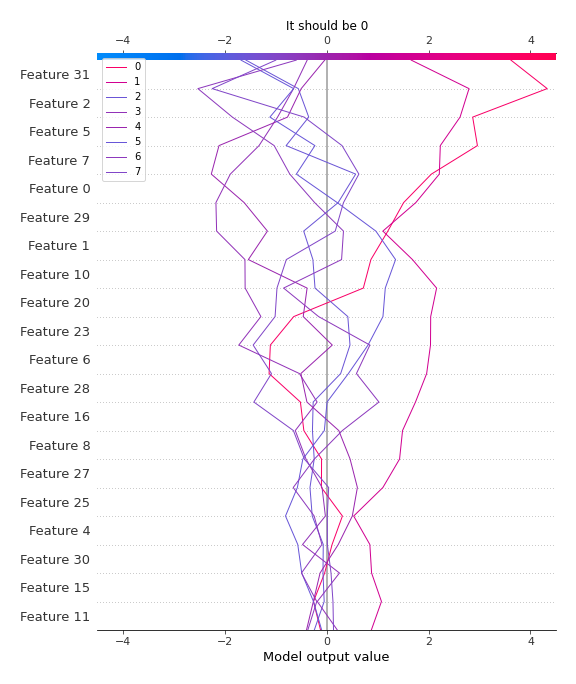 It should be 0
−4 −2 0 2 4
Feature 31
Feature 2
Feature 5
Feature 7
Feature 0
Feature 29
Feature 1
Feature 10
Feature 20
Feature 23
Feature 6
Feature 28
Feature 16
Feature 8
Feature 27
Feature 25
Feature 4
Feature 30
Feature 15
Feature 11
0
1
2
3
4
5
6
7
−4 −2 0 2 4
Model output value